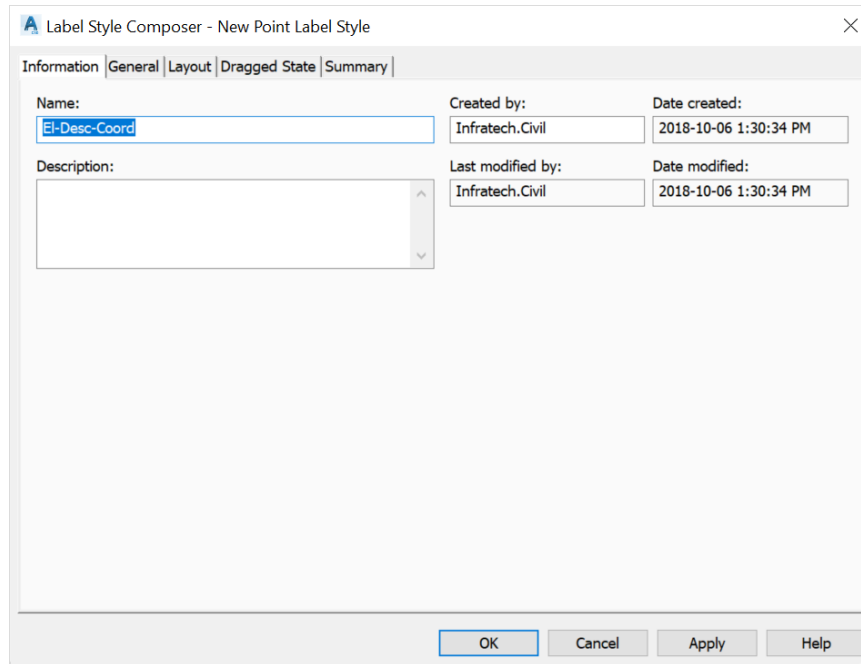 Label Style Composer - New Point Label Style
Information General Layout Dragged State Summary
Name: Created by: Date created:
El-Desc-Coord Infratech.Civil 2018-10-06 1:30:34 PM
Description: Last modified by: Date modified:
Infratech.Civil 2018-10-06 1:30:34 PM
OK Cancel Apply Help